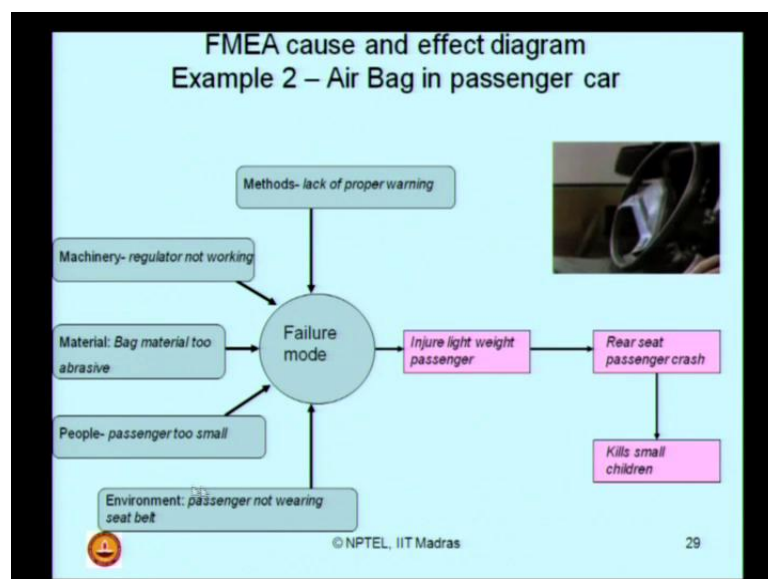 FMEA cause and effect diagram
Example 2 – Air Bag in passenger car
Methods- lack of proper warning
Machinery- regulator not working
Failure
mode
Injure light weight
passenger
Rear seat
passenger crash
Material: Bag material too
abrasive
People- passenger too small
Kills small
children
Environment: passenger not wearing
seat belt
© NPTEL, IIT Madras
29